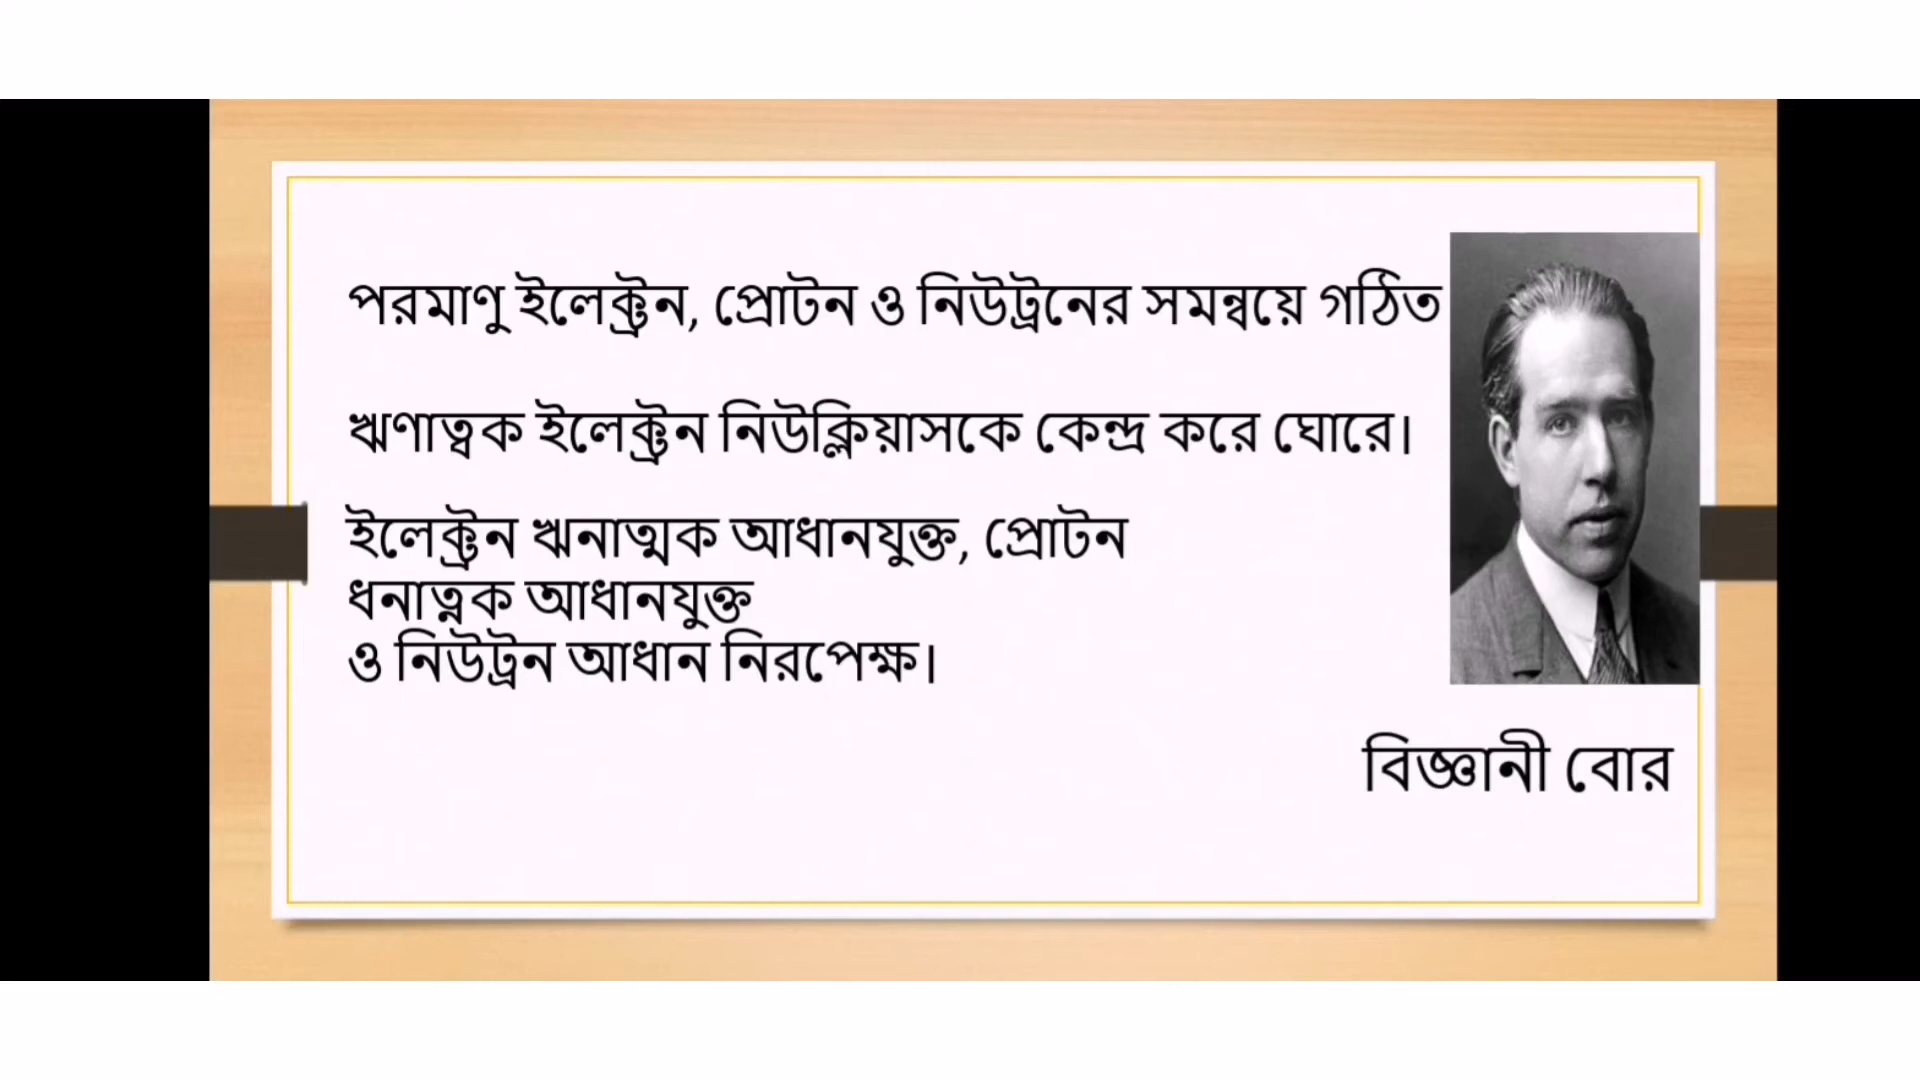 পরমাণু ইলেক্ট্রন, প্রোটন ও নিউট্রনের সমন্বয়ে গঠিত
ঋণাত্বক ইলেক্ট্রন নিউক্লিয়াসকে কেন্দ্র করে ঘোরে।
ইলেক্ট্রন ঋনাত্মক আধানযুক্ত, প্রোটন
ধনাত্নক আধানযুক্ত
ও নিউট্রন আধান নিরপেক্ষ।
বিজ্ঞানী বোর